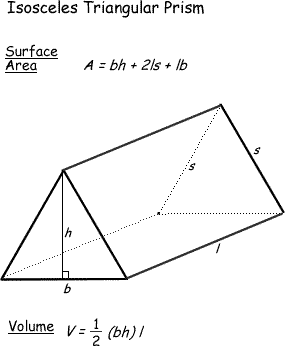 Isosceles Triangular Prism
Surface
Area A = bh + 2ls + lb
s
s
h
l
b
Volume V = 1/2 (bh) l